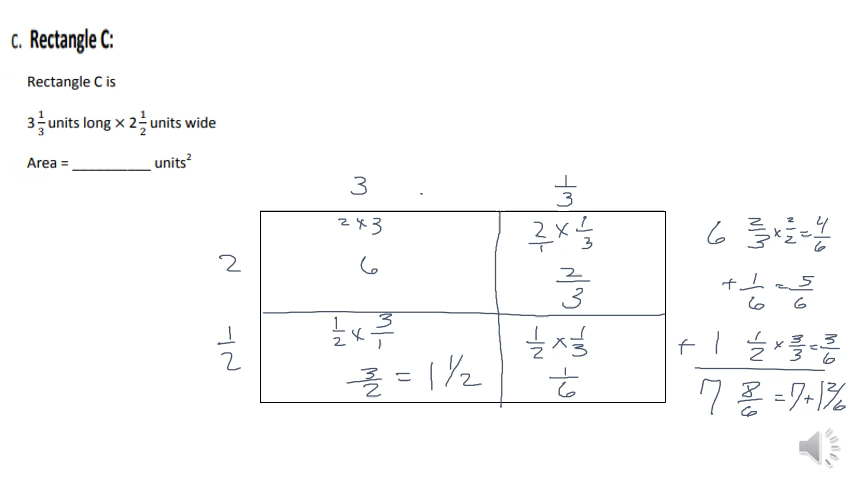 c. Rectangle C:
Rectangle C is
3 1/3 units long × 2 1/2 units wide
Area = __________ units²
3 1/3
2 × 3 2/1 × 1/3 6 2/3 × 2/2 = 4/6
2 6 2/3 + 1/6 = 5/6
1/2 1/2 × 3/1 1/2 × 1/3 + 1 1/2 × 3/3 = 3/6
3/2 = 1 1/2 1/6 7 8/6 = 7 + 1 2/6